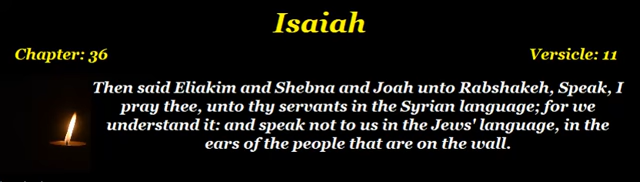 Isaiah
Chapter: 36
Versicle: 11
Then said Eliakim and Shebna and Joah unto Rabshakeh, Speak, I
pray thee, unto thy servants in the Syrian language; for we
understand it: and speak not to us in the Jews' language, in the
ears of the people that are on the wall.